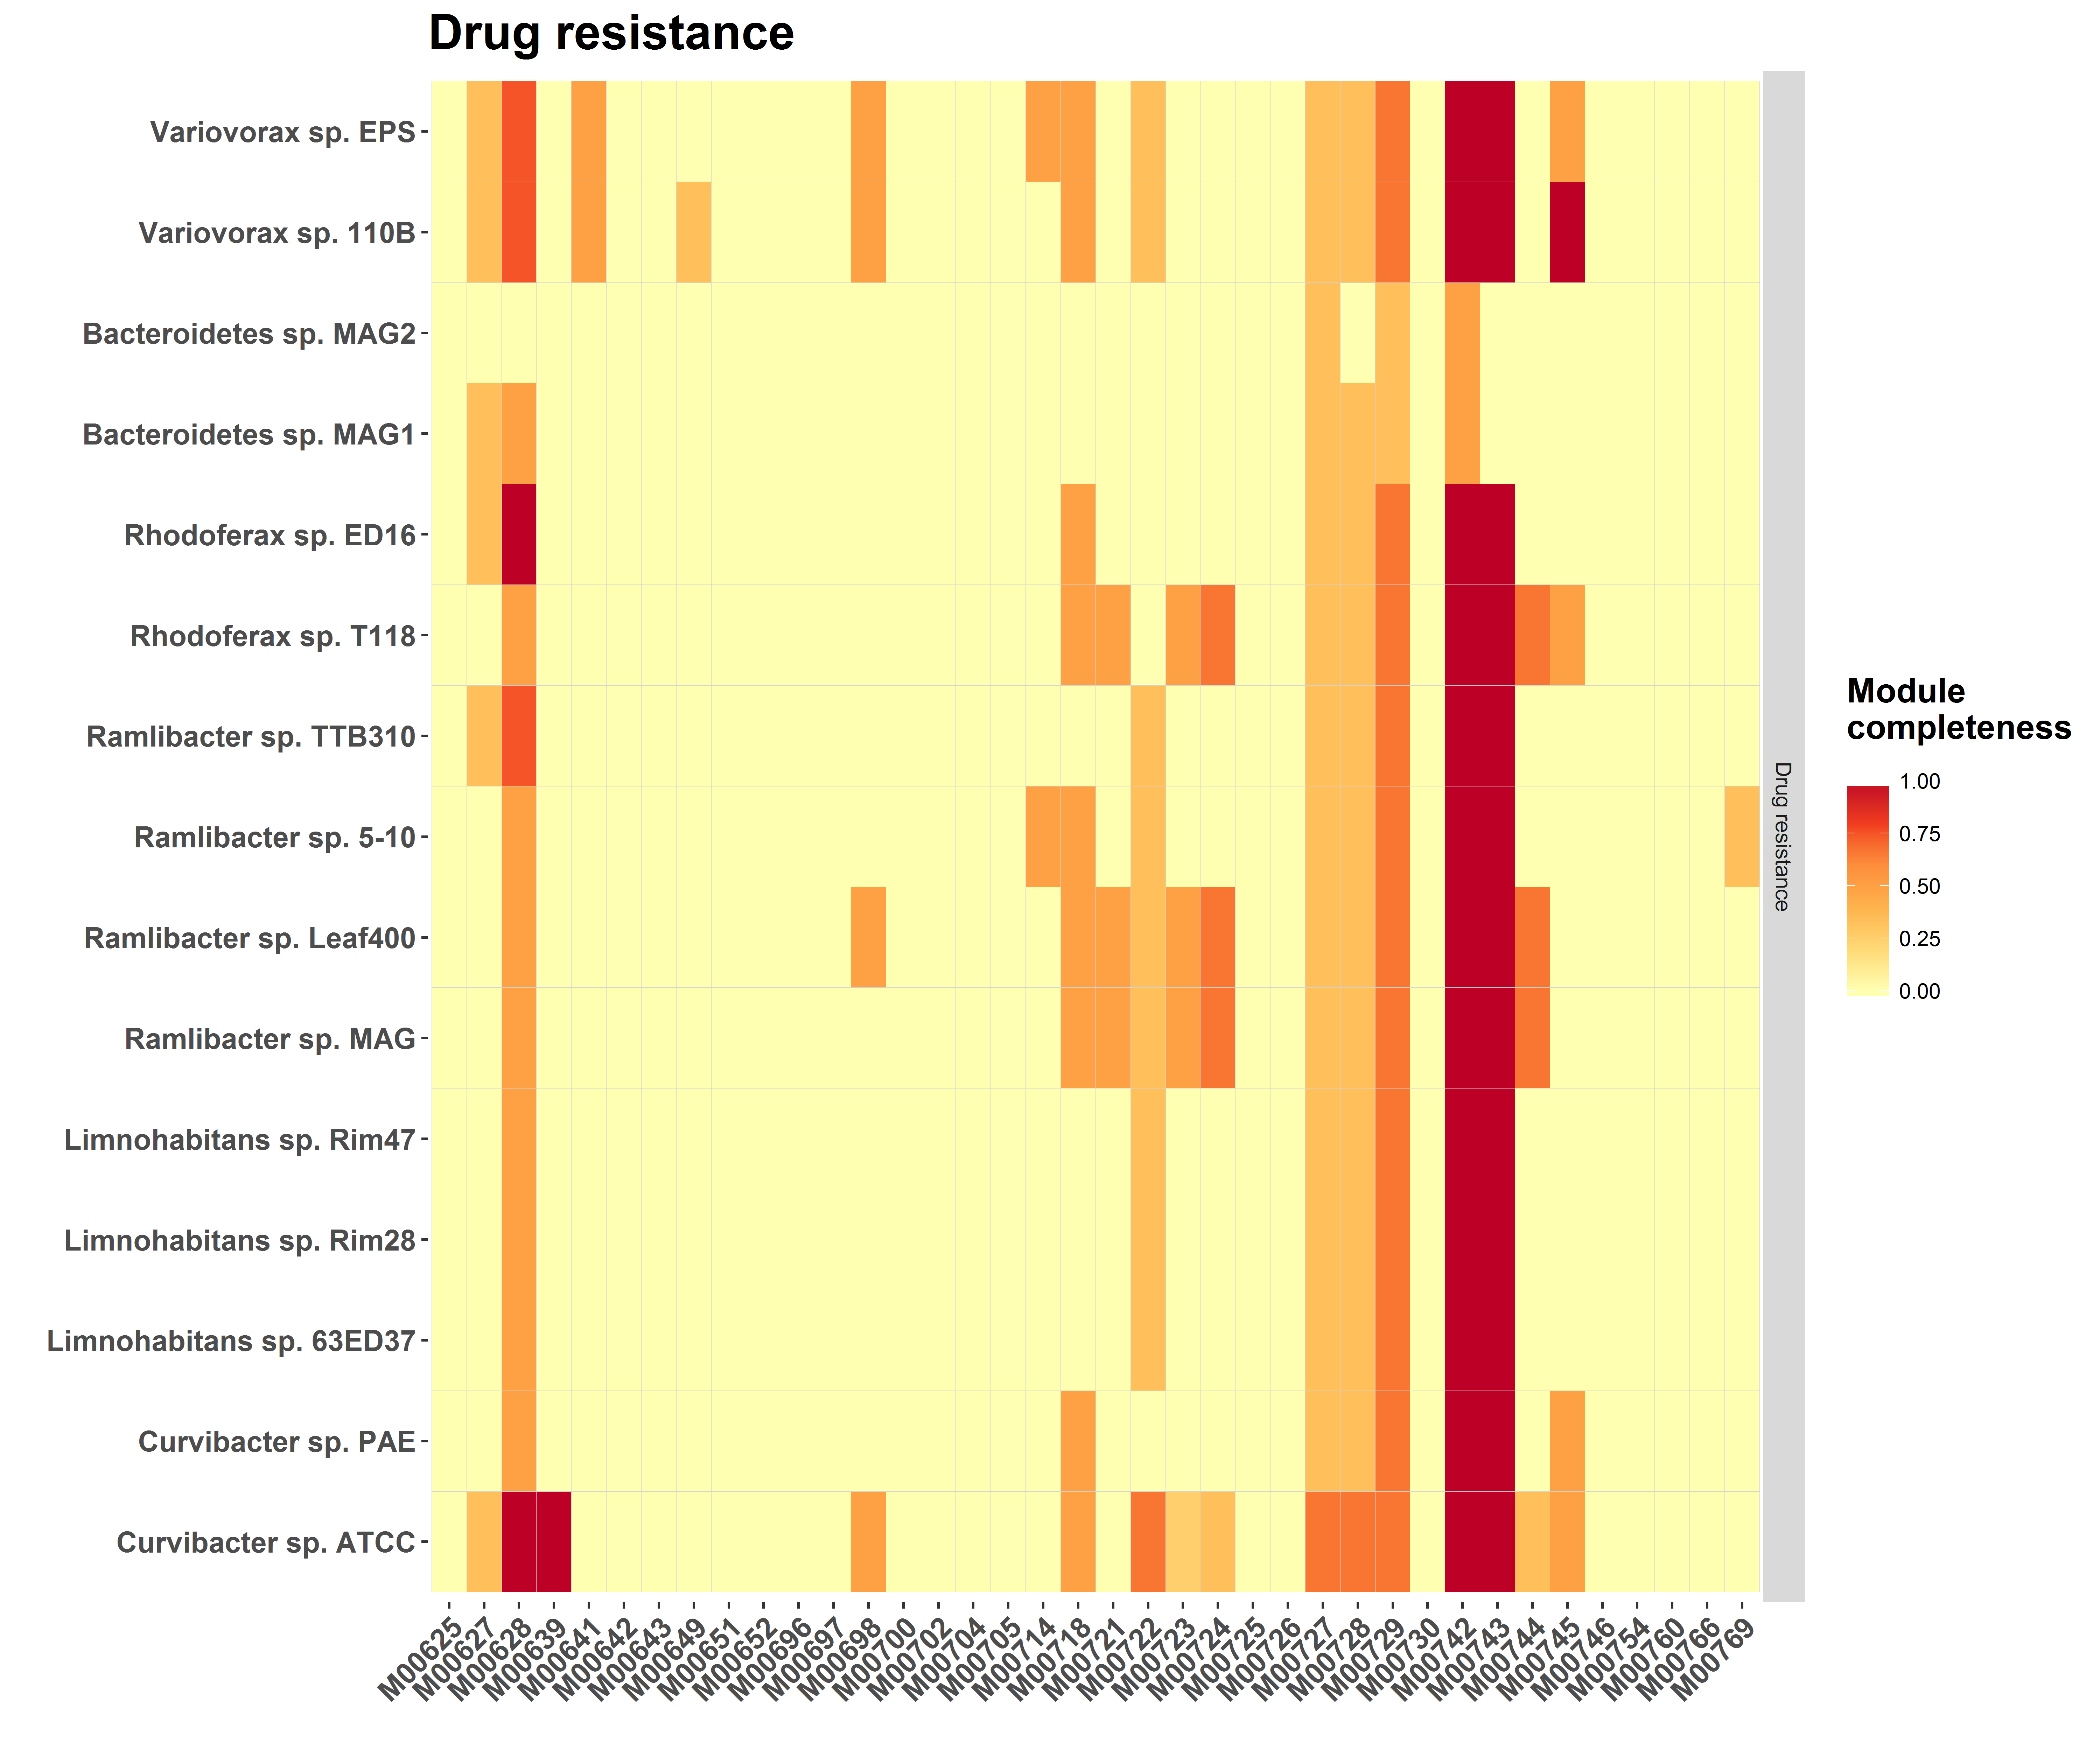 Drug resistance
Variovorax sp. EPS
Variovorax sp. 110B
Bacteroidetes sp. MAG2
Bacteroidetes sp. MAG1
Rhodoferax sp. ED16
Rhodoferax sp. T118
Ramlibacter sp. TTB310
Ramlibacter sp. 5-10
Ramlibacter sp. Leaf400
Ramlibacter sp. MAG
Limnohabitans sp. Rim47
Limnohabitans sp. Rim28
Limnohabitans sp. 63ED37
Curvibacter sp. PAE
Curvibacter sp. ATCC
M00625
M00627
M00628
M00639
M00641
M00642
M00643
M00649
M00651
M00652
M00696
M00697
M00698
M00700
M00702
M00704
M00705
M00714
M00718
M00721
M00722
M00723
M00724
M00725
M00726
M00727
M00728
M00729
M00730
M00742
M00743
M00744
M00745
M00746
M00754
M00760
M00766
M00769
Drug resistance
Module
completeness
1.00
0.75
0.50
0.25
0.00